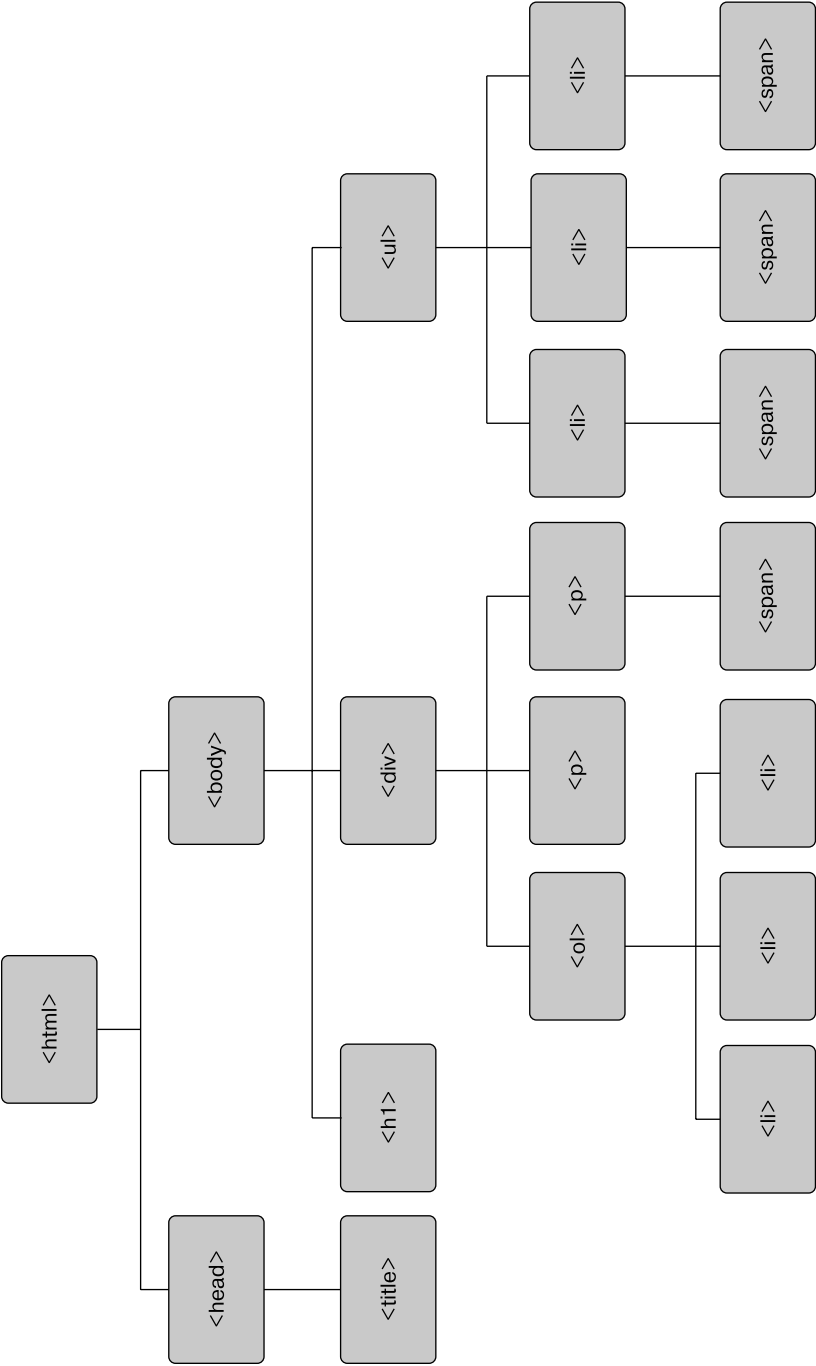 <html>
<head>
<body>
<title>
<h1>
<div>
<ul>
<ol>
<p>
<p>
<li>
<li>
<li>
<li>
<li>
<li>
<span>
<span>
<span>
<span>